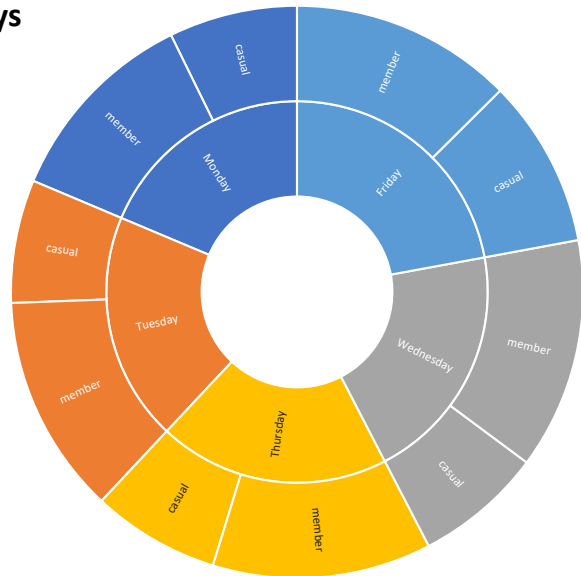 ys
casual
member
member
casual
Monday
Friday
casual
Tuesday
member
Wednesday
member
Thursday
casual
casual
member